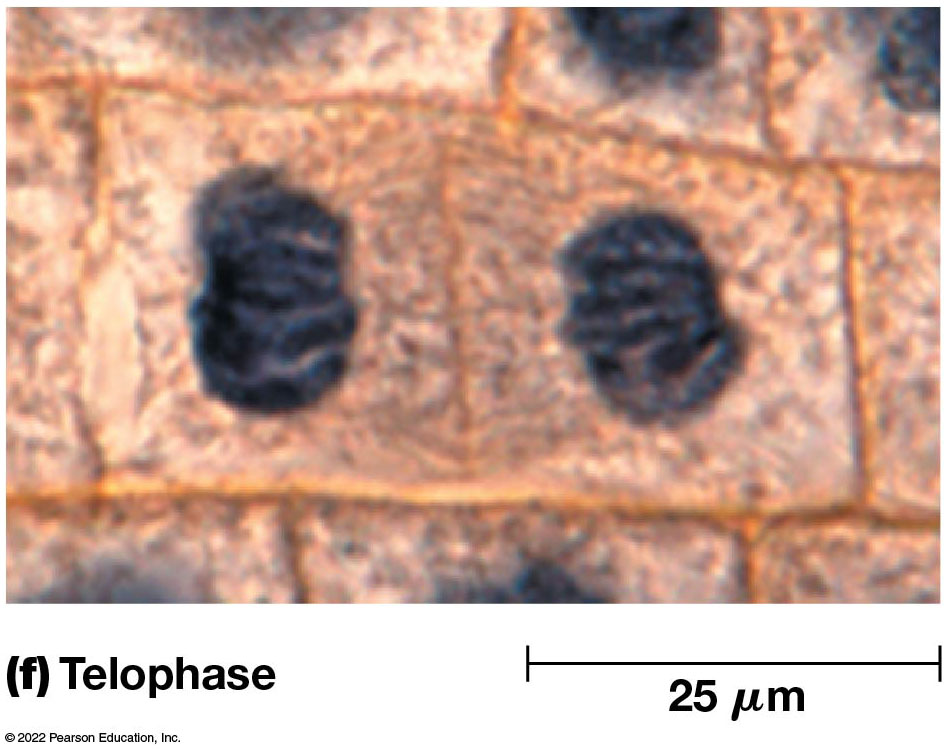 (f) Telophase
25 μm
© 2022 Pearson Education, Inc.